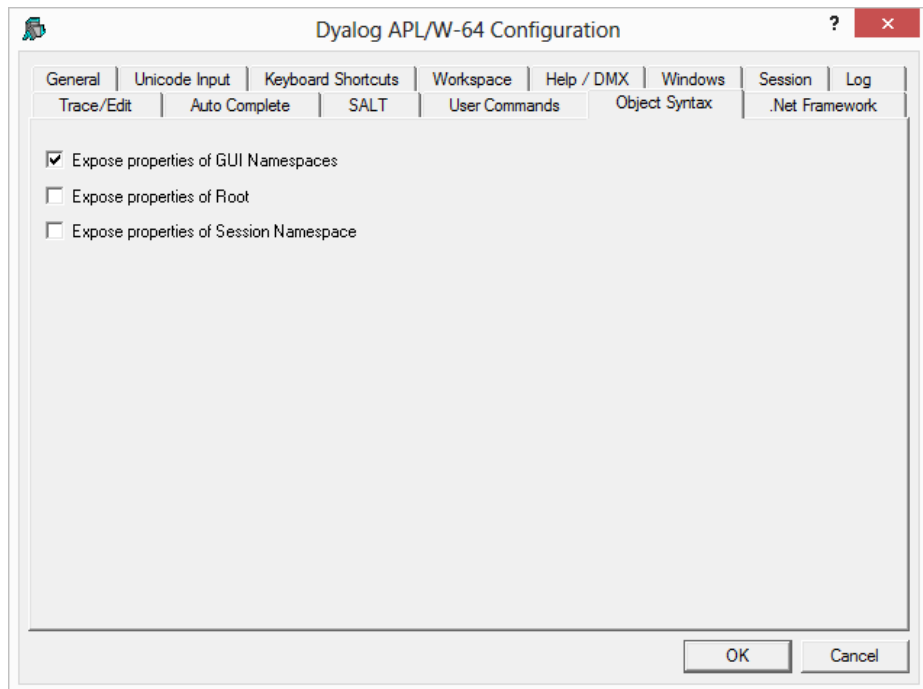 Dyalog APL/W-64 Configuration ? ×
General Unicode Input Keyboard Shortcuts Workspace Help / DMX Windows Session Log
Trace/Edit Auto Complete SALT User Commands Object Syntax .Net Framework
Expose properties of GUI Namespaces
Expose properties of Root
Expose properties of Session Namespace
OK Cancel